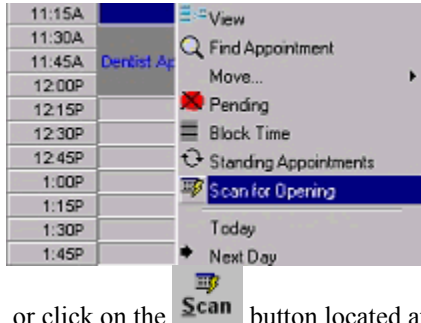 11:15A View
11:30A Find Appointment
11:45A Dentist Ap Move...
12:00P Pending
12:15P Block Time
12:30P Standing Appointments
12:45P Scan for Opening
1:00P
1:15P Today
1:30P Next Day
1:45P
or click on the Scan button located a